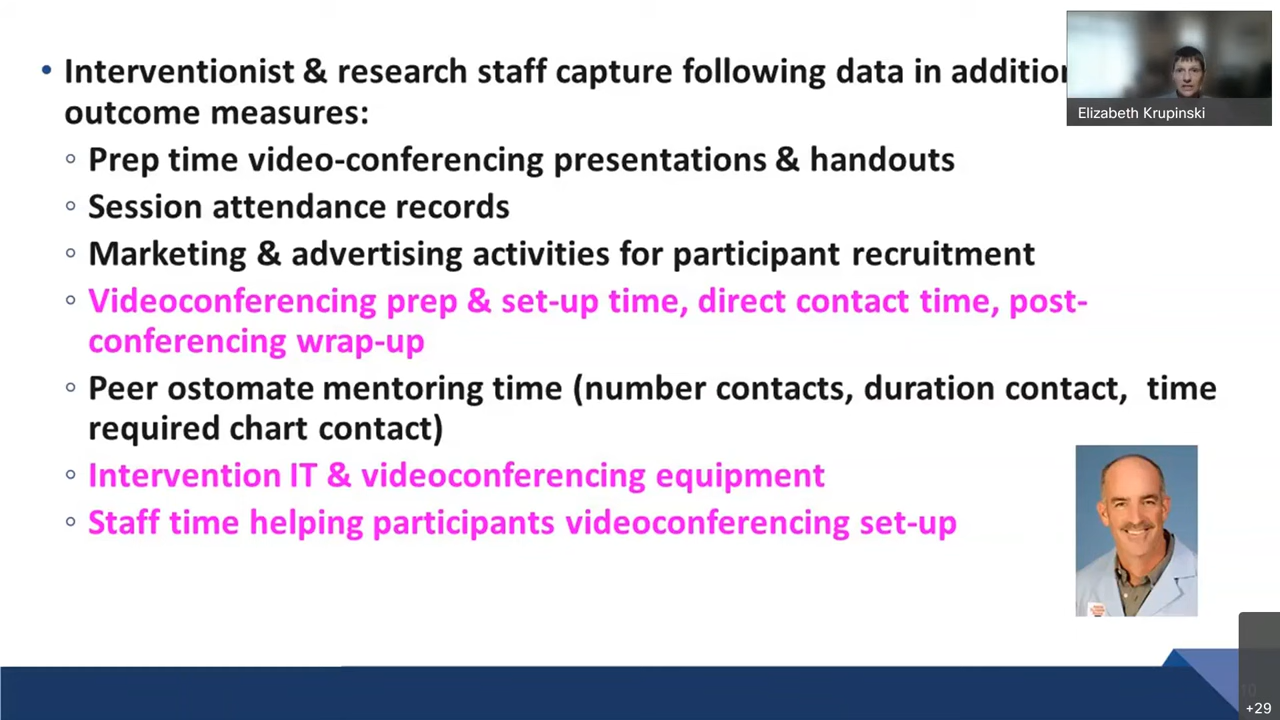 • Interventionist & research staff capture following data in addition
outcome measures:
◦ Prep time video-conferencing presentations & handouts
◦ Session attendance records
◦ Marketing & advertising activities for participant recruitment
◦ Videoconferencing prep & set-up time, direct contact time, post-
conferencing wrap-up
◦ Peer ostomate mentoring time (number contacts, duration contact, time
required chart contact)
◦ Intervention IT & videoconferencing equipment
◦ Staff time helping participants videoconferencing set-up
Elizabeth Krupinski
10
+29